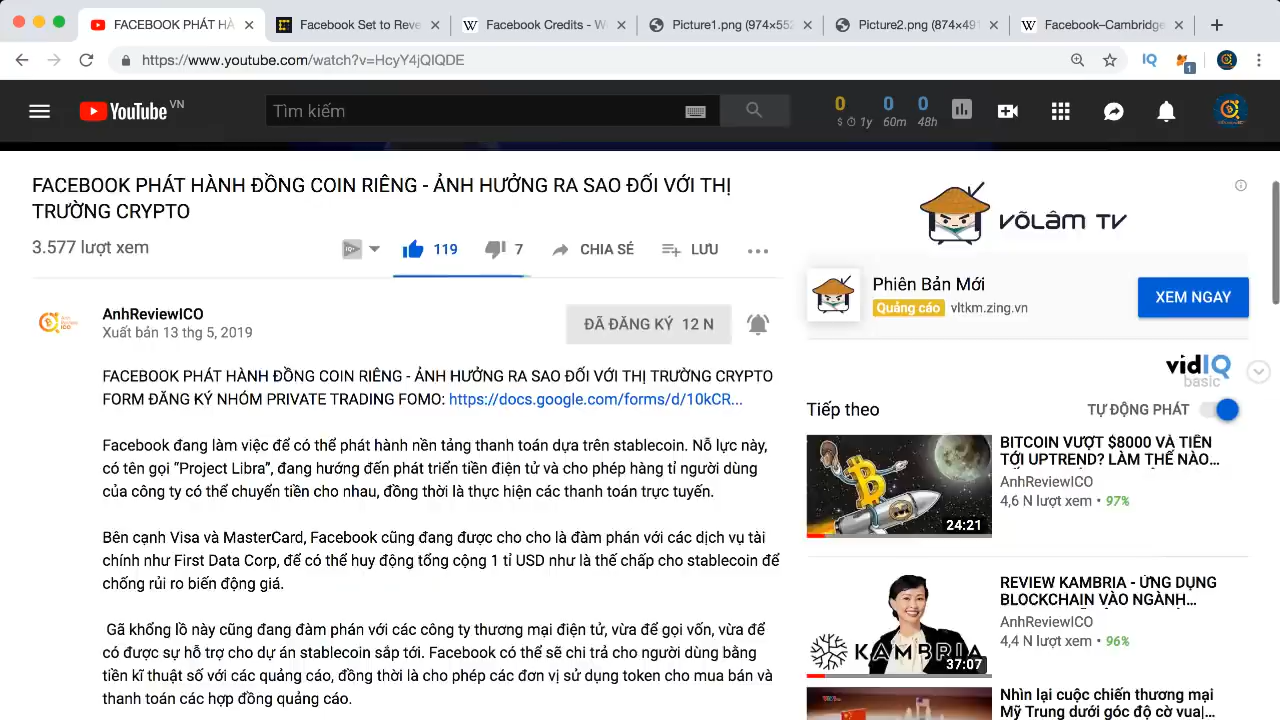 FACEBOOK PHÁT HÀ
Facebook Set to Reve
Facebook Credits - W
Picture1.png (974×552
Picture2.png (874×491
Facebook–Cambridge
https://www.youtube.com/watch?v=HcyY4jQIQDE
IQ
1
YouTube VN
Tìm kiếm
0 0 0
$ 1y 60m 48h
FACEBOOK PHÁT HÀNH ĐỒNG COIN RIÊNG - ẢNH HƯỞNG RA SAO ĐỐI VỚI THỊ
TRƯỜNG CRYPTO
3.577 lượt xem
119
7
CHIA SẺ
LƯU
AnhReviewICO
Xuất bản 13 thg 5, 2019
ĐÃ ĐĂNG KÝ 12 N
FACEBOOK PHÁT HÀNH ĐỒNG COIN RIÊNG - ẢNH HƯỞNG RA SAO ĐỐI VỚI THỊ TRƯỜNG CRYPTO
FORM ĐĂNG KÝ NHÓM PRIVATE TRADING FOMO: https://docs.google.com/forms/d/10kCR...
Facebook đang làm việc để có thể phát hành nền tảng thanh toán dựa trên stablecoin. Nỗ lực này,
có tên gọi “Project Libra”, đang hướng đến phát triển tiền điện tử và cho phép hàng tỉ người dùng
của công ty có thể chuyển tiền cho nhau, đồng thời là thực hiện các thanh toán trực tuyến.
Bên cạnh Visa và MasterCard, Facebook cũng đang được cho cho là đàm phán với các dịch vụ tài
chính như First Data Corp, để có thể huy động tổng cộng 1 tỉ USD như là thế chấp cho stablecoin để
chống rủi ro biến động giá.
Gã khổng lồ này cũng đang đàm phán với các công ty thương mại điện tử, vừa để gọi vốn, vừa để
có được sự hỗ trợ cho dự án stablecoin sắp tới. Facebook có thể sẽ chi trả cho người dùng bằng
tiền kĩ thuật số với các quảng cáo, đồng thời là cho phép các đơn vị sử dụng token cho mua bán và
thanh toán các hợp đồng quảng cáo.
VÕLÂM TV
Phiên Bản Mới
Quảng cáo vltkm.zing.vn
XEM NGAY
vidIQ
basic
Tiếp theo
TỰ ĐỘNG PHÁT
BITCOIN VƯỢT $8000 VÀ TIẾN
TỚI UPTREND? LÀM THẾ NÀO...
AnhReviewICO
4,6 N lượt xem • 97%
24:21
REVIEW KAMBRIA - ỨNG DỤNG
BLOCKCHAIN VÀO NGÀNH...
AnhReviewICO
4,4 N lượt xem • 96%
KAMBRIA
37:07
Nhìn lại cuộc chiến thương mại
Mỹ Trung dưới góc độ cờ vua|...